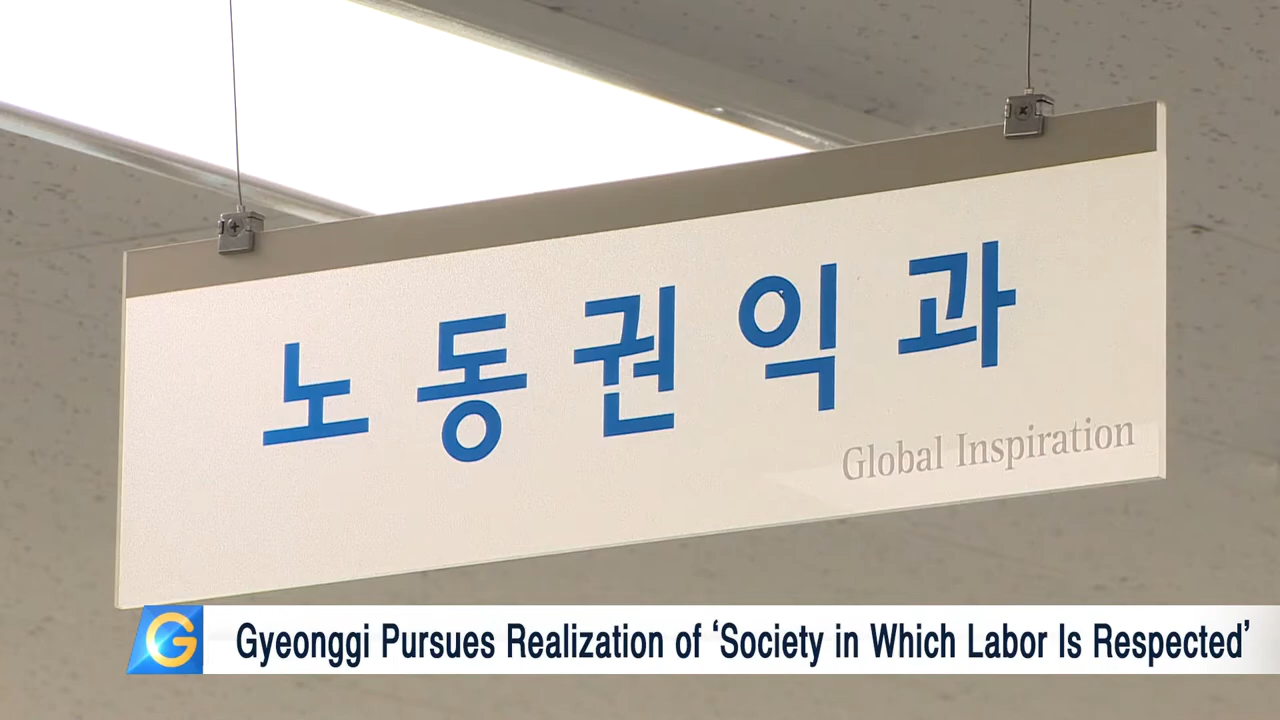 노동권익과
Global Inspiration
G
Gyeonggi Pursues Realization of ‘Society in Which Labor Is Respected’